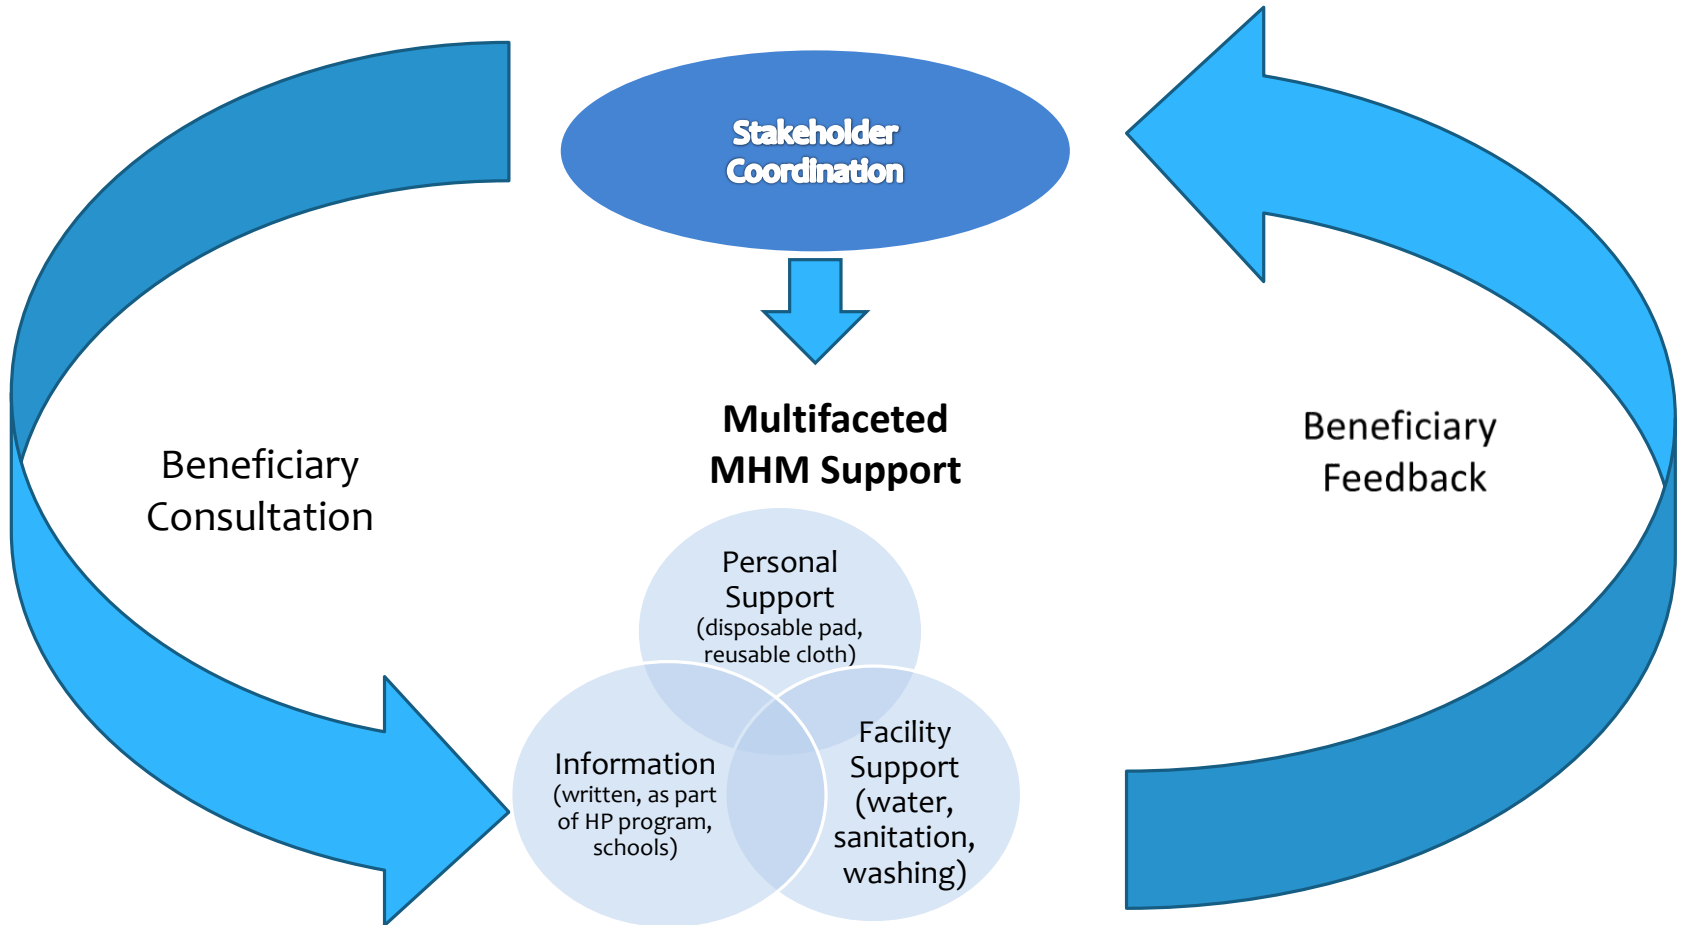 Stakeholder
Coordination
Multifaceted
MHM Support
Beneficiary
Consultation
Beneficiary
Feedback
Personal
Support
(disposable pad,
reusable cloth)
Information
(written, as part
of HP program,
schools)
Facility
Support
(water,
sanitation,
washing)